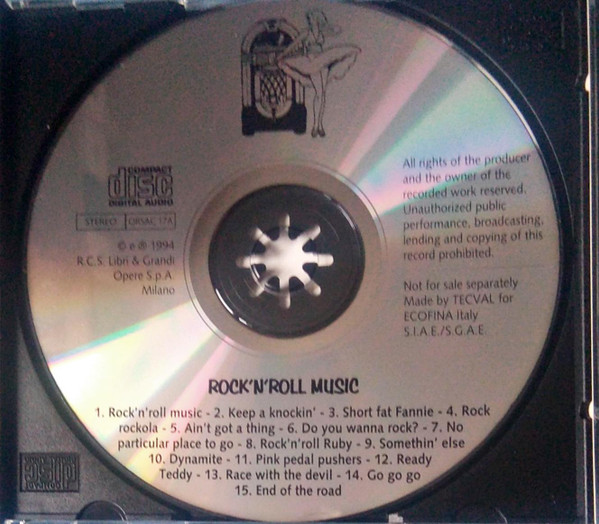 COMPACT
disc
DIGITAL AUDIO
STEREO ORSAC 17A
© e ℗ 1994
R.C.S. Libri & Grandi
Opere S.p.A.
Milano
All rights of the producer
and the owner of the
recorded work reserved.
Unauthorized public
performance, broadcasting,
lending and copying of this
record prohibited.
Not for sale separately
Made by TECVAL for
ECOFINA Italy
S.I.A.E./S.G.A.E.
ROCK'N'ROLL MUSIC
1. Rock'n'roll music - 2. Keep a knockin' - 3. Short fat Fannie - 4. Rock
rockola - 5. Ain't got a thing - 6. Do you wanna rock? - 7. No
particular place to go - 8. Rock'n'roll Ruby - 9. Somethin' else
10. Dynamite - 11. Pink pedal pushers - 12. Ready
Teddy - 13. Race with the devil - 14. Go go go
15. End of the road